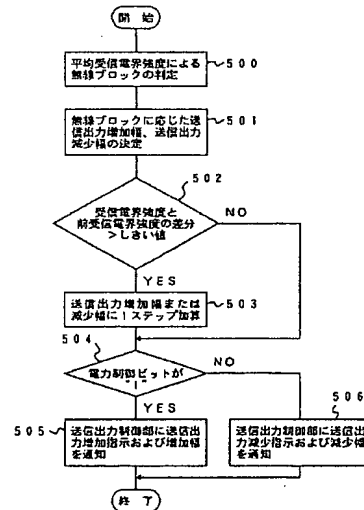 開 始
平均受信電界強度による
無線ブロックの判定
500
無線ブロックに応じた送
信出力増加幅、送信出力
減少幅の決定
501
502
受信電界強度と
前受信電界強度の差分
>しきい値
NO
YES
送信出力増加幅または
減少幅に1ステップ加算
503
504
電力制御ビットが
"1"
NO
YES
505
送信出力制御部に送信出
力増加指示および増加幅
を通知
506
送信出力制御部に送信出
力減少指示および減少幅
を通知
終 了